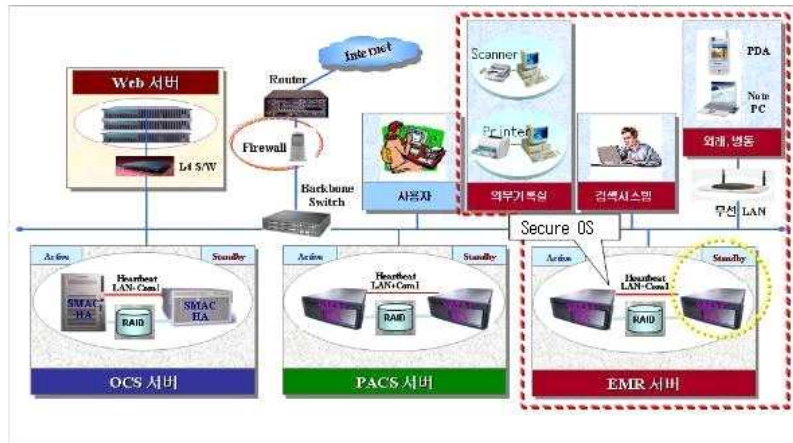 Internet
Scanner
PDA
Router
Web 서버
Note
PC
Firewall
Printer
L4 S/W
외래, 병동
Backbone
Switch
사용자
의무기록실
검색시스템
무선 LAN
Secure OS
Active
Standby
Active
Standby
Active
Standby
Heartbeat
LAN+Com1
Heartbeat
LAN+Com1
Heartbeat
LAN+Com1
SMAC-
HA
SMAC
HA
RAID
RAID
RAID
OCS 서버
PACS 서버
EMR 서버